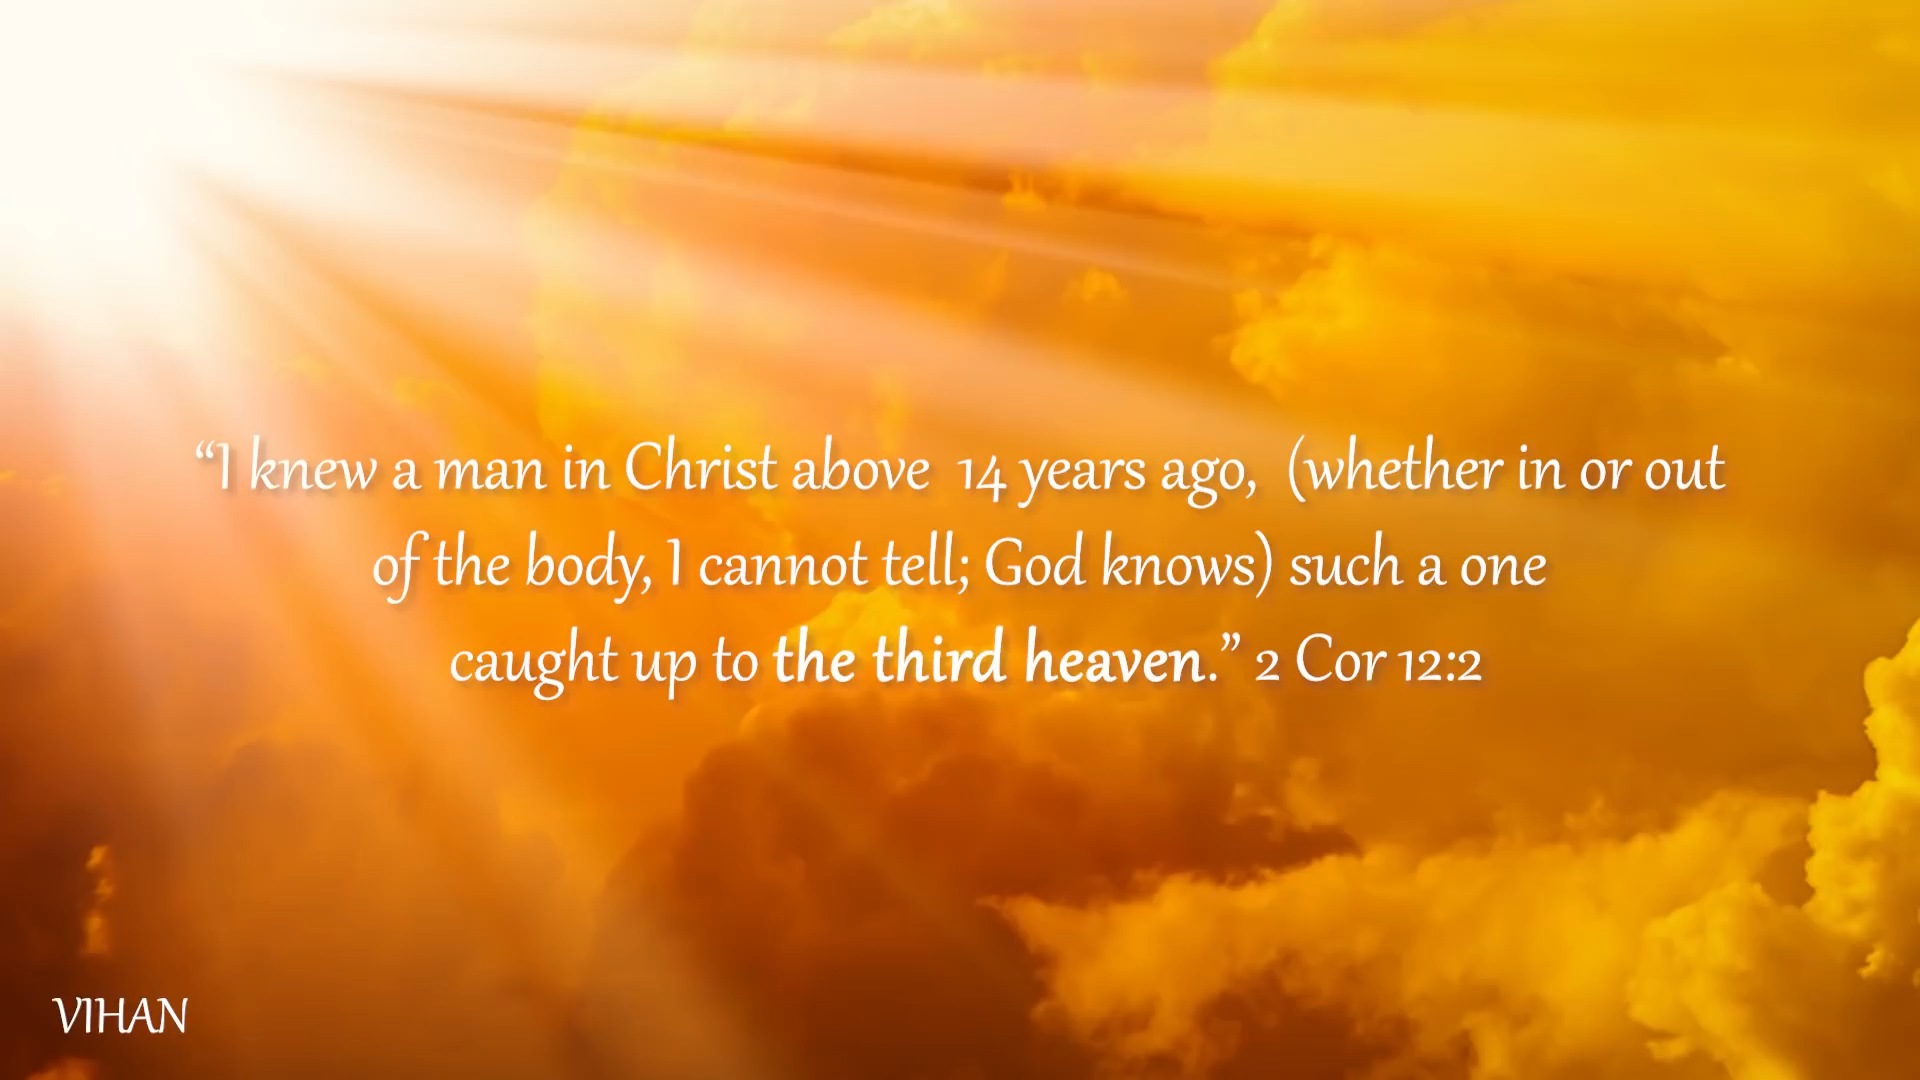 “I knew a man in Christ above 14 years ago, (whether in or out
of the body, I cannot tell; God knows) such a one
caught up to the third heaven.” 2 Cor 12:2
VIHAN